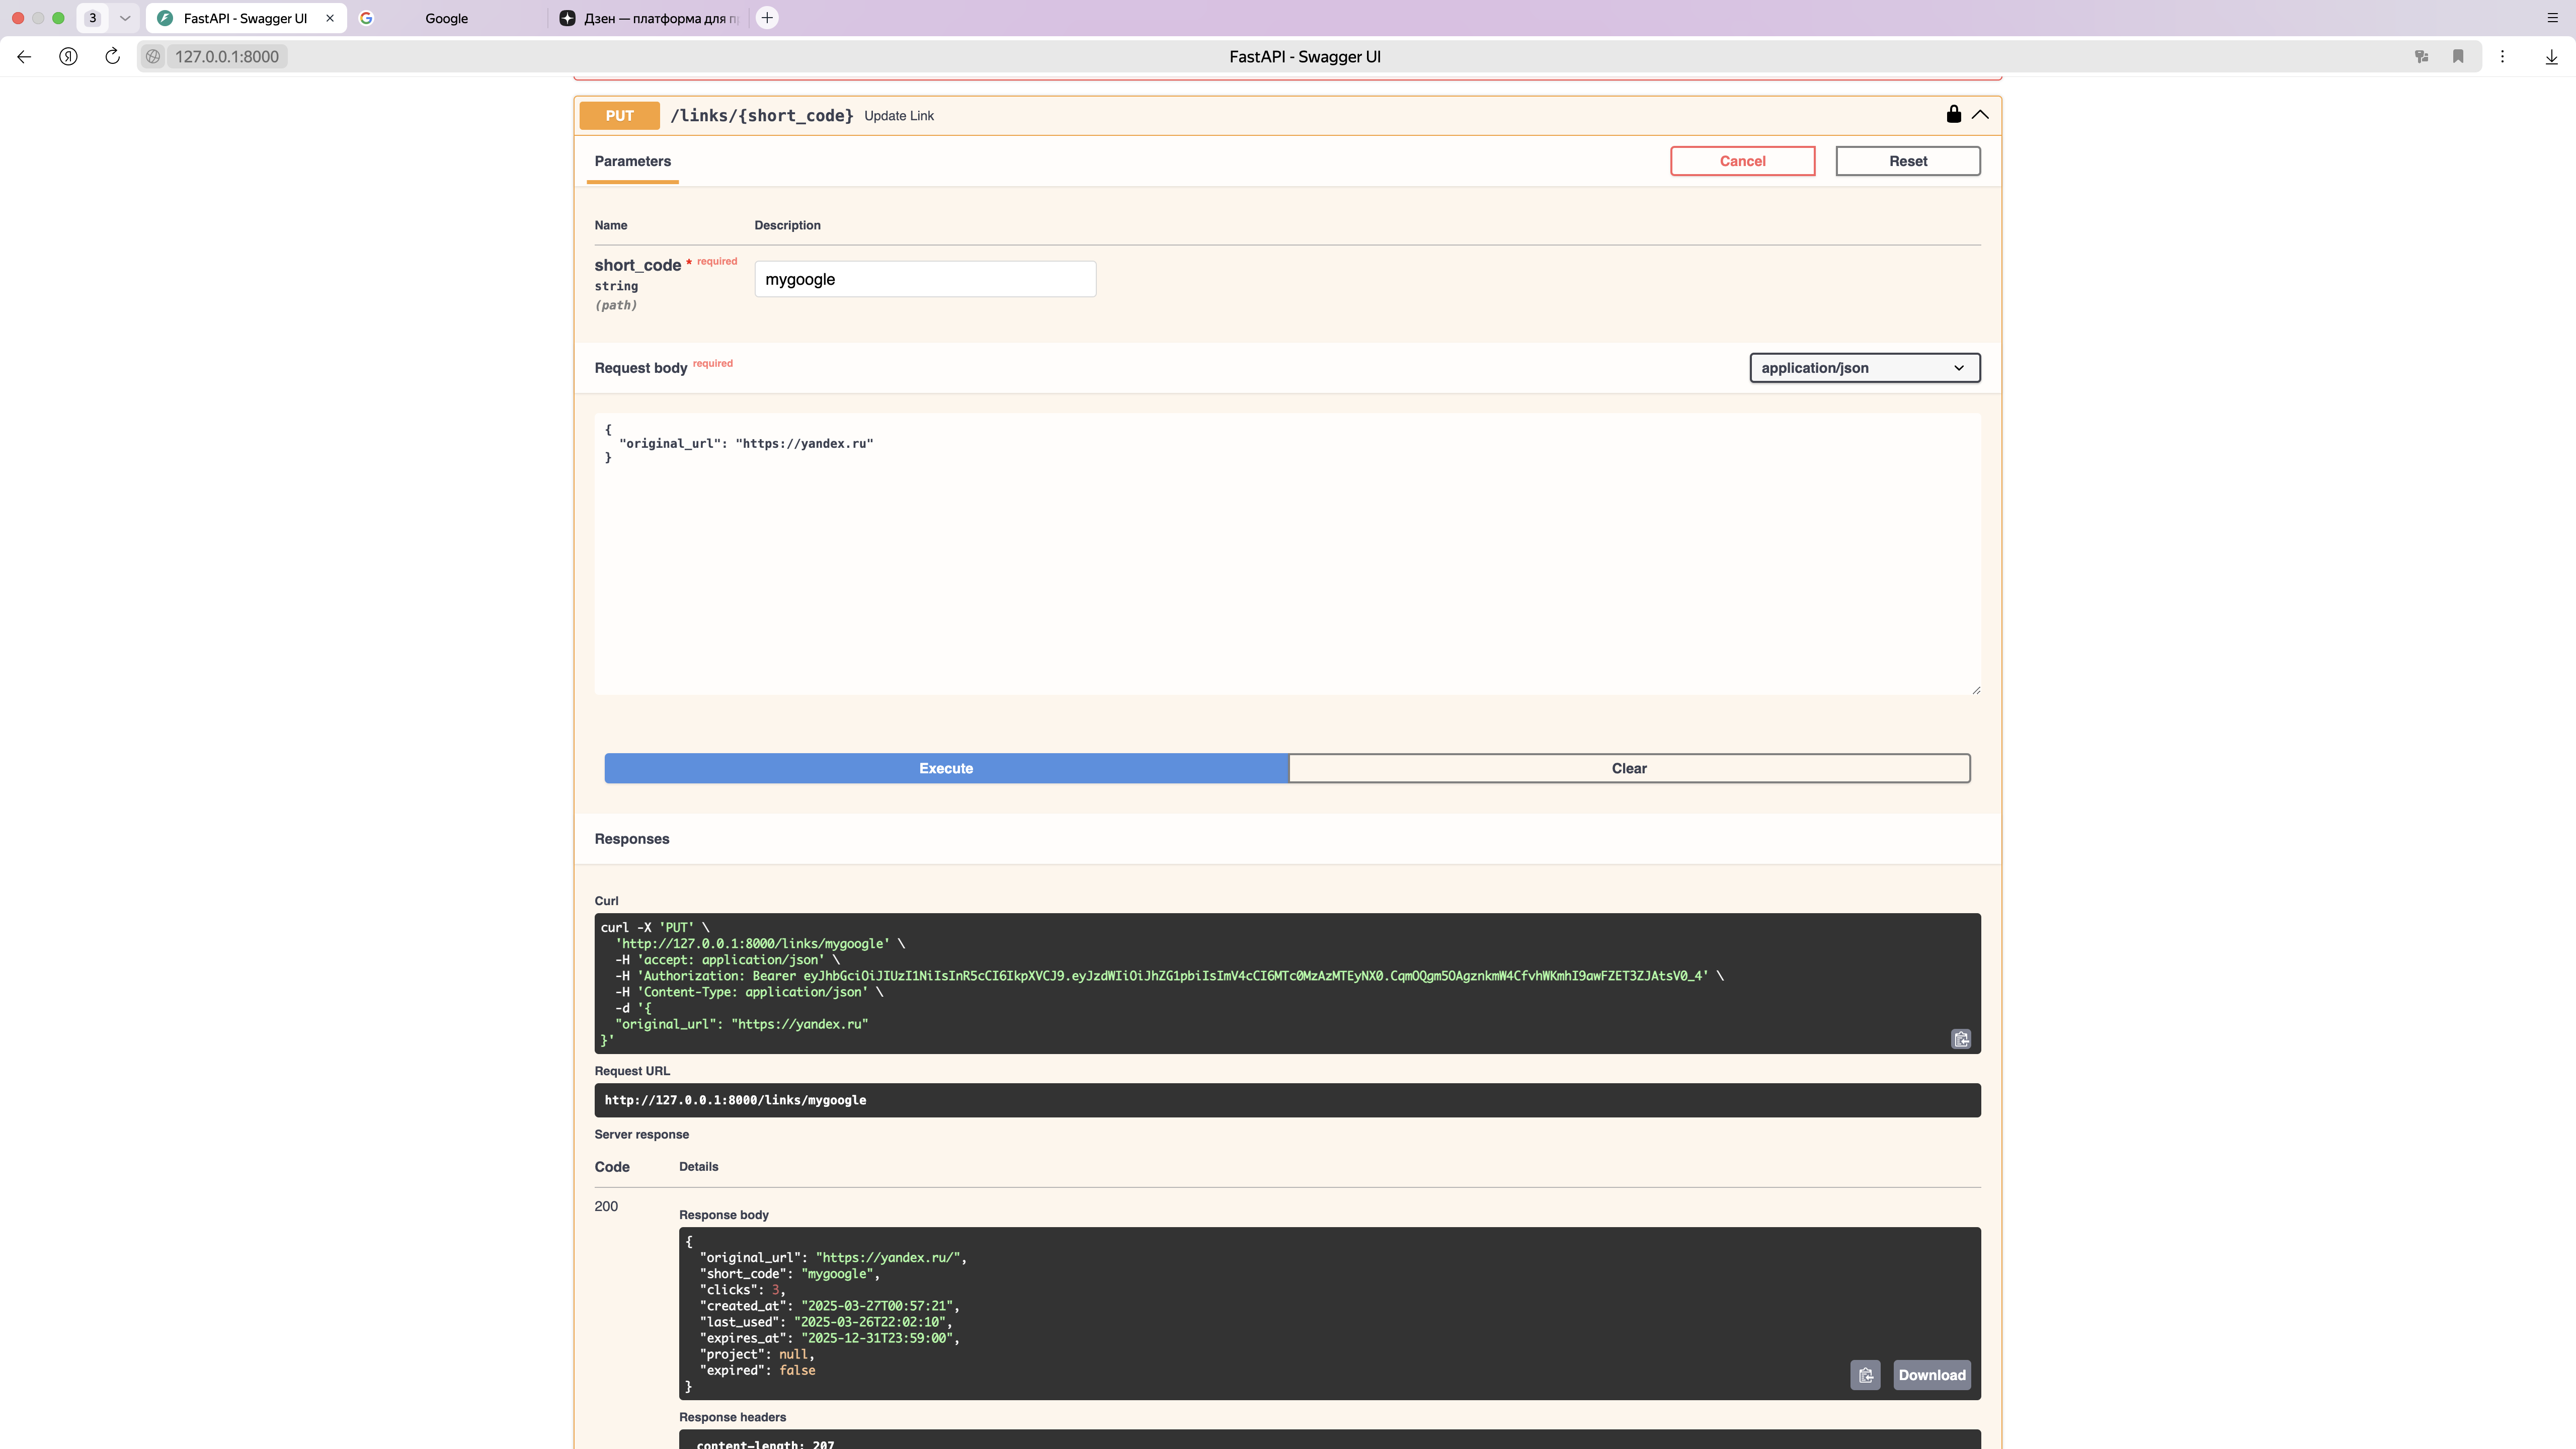 3
FastAPI - Swagger UI
Google
Дзен — платформа для п
127.0.0.1:8000
FastAPI - Swagger UI
PUT /links/{short_code} Update Link
Parameters
Cancel
Reset
Name Description
short_code * required
string
(path)
mygoogle
Request body required
application/json
{
  "original_url": "https://yandex.ru"
}
Execute
Clear
Responses
Curl
curl -X 'PUT' \
  'http://127.0.0.1:8000/links/mygoogle' \
  -H 'accept: application/json' \
  -H 'Authorization: Bearer eyJhbGciOiJIUzI1NiIsInR5cCI6IkpXVCJ9.eyJzdWIiOiJhZG1pbiIsImV4cCI6MTc0MzAzMTEyNX0.CqmOQgm5OAgznkmW4CfvhWKmhI9awFZET3ZJAtsV0_4' \
  -H 'Content-Type: application/json' \
  -d '{
  "original_url": "https://yandex.ru"
}'
Request URL
http://127.0.0.1:8000/links/mygoogle
Server response
Code Details
200
Response body
{
  "original_url": "https://yandex.ru/",
  "short_code": "mygoogle",
  "clicks": 3,
  "created_at": "2025-03-27T00:57:21",
  "last_used": "2025-03-26T22:02:10",
  "expires_at": "2025-12-31T23:59:00",
  "project": null,
  "expired": false
}
Download
Response headers
content-length: 207